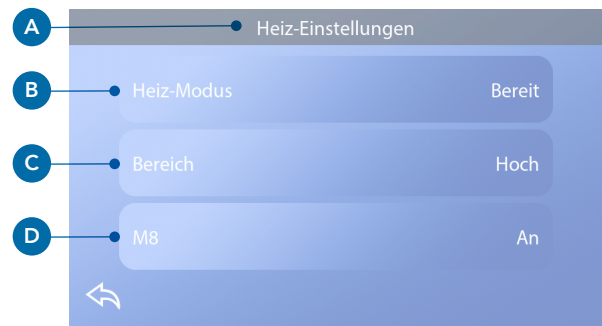 A Heiz-Einstellungen
B Heiz-Modus Bereit
C Bereich Hoch
D M8 An